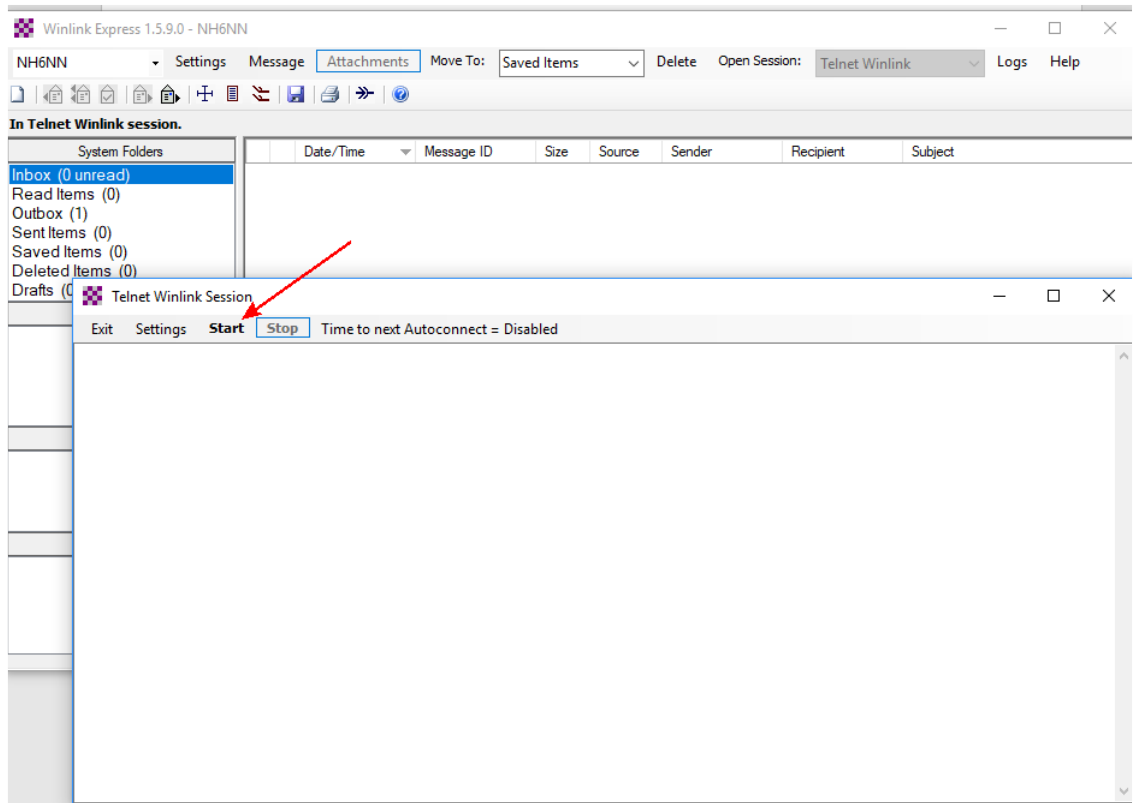 Winlink Express 1.5.9.0 - NH6NN
NH6NN Settings Message Attachments Move To: Saved Items Delete Open Session: Telnet Winlink Logs Help
In Telnet Winlink session.
System Folders Date/Time Message ID Size Source Sender Recipient Subject
Inbox (0 unread)
Read Items (0)
Outbox (1)
Sent Items (0)
Saved Items (0)
Deleted Items (0)
Drafts (0
Telnet Winlink Session
Exit Settings Start Stop Time to next Autoconnect = Disabled